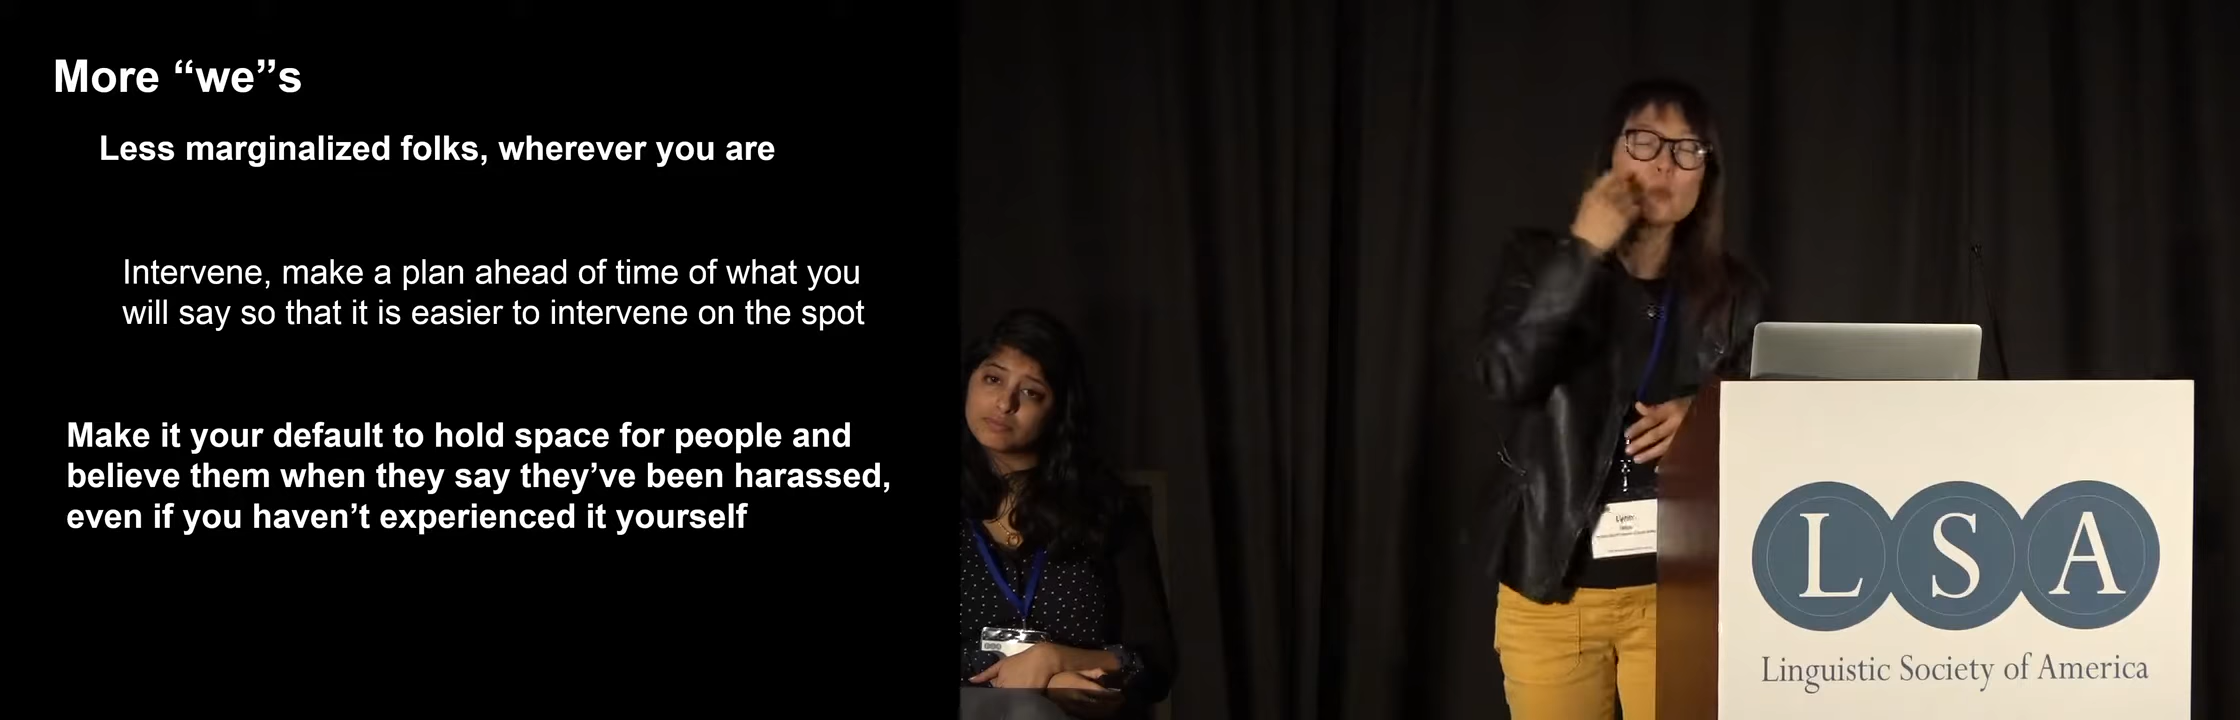 More “we”s
Less marginalized folks, wherever you are
Intervene, make a plan ahead of time of what you
will say so that it is easier to intervene on the spot
Make it your default to hold space for people and
believe them when they say they’ve been harassed,
even if you haven’t experienced it yourself
LSA
Linguistic Society of America